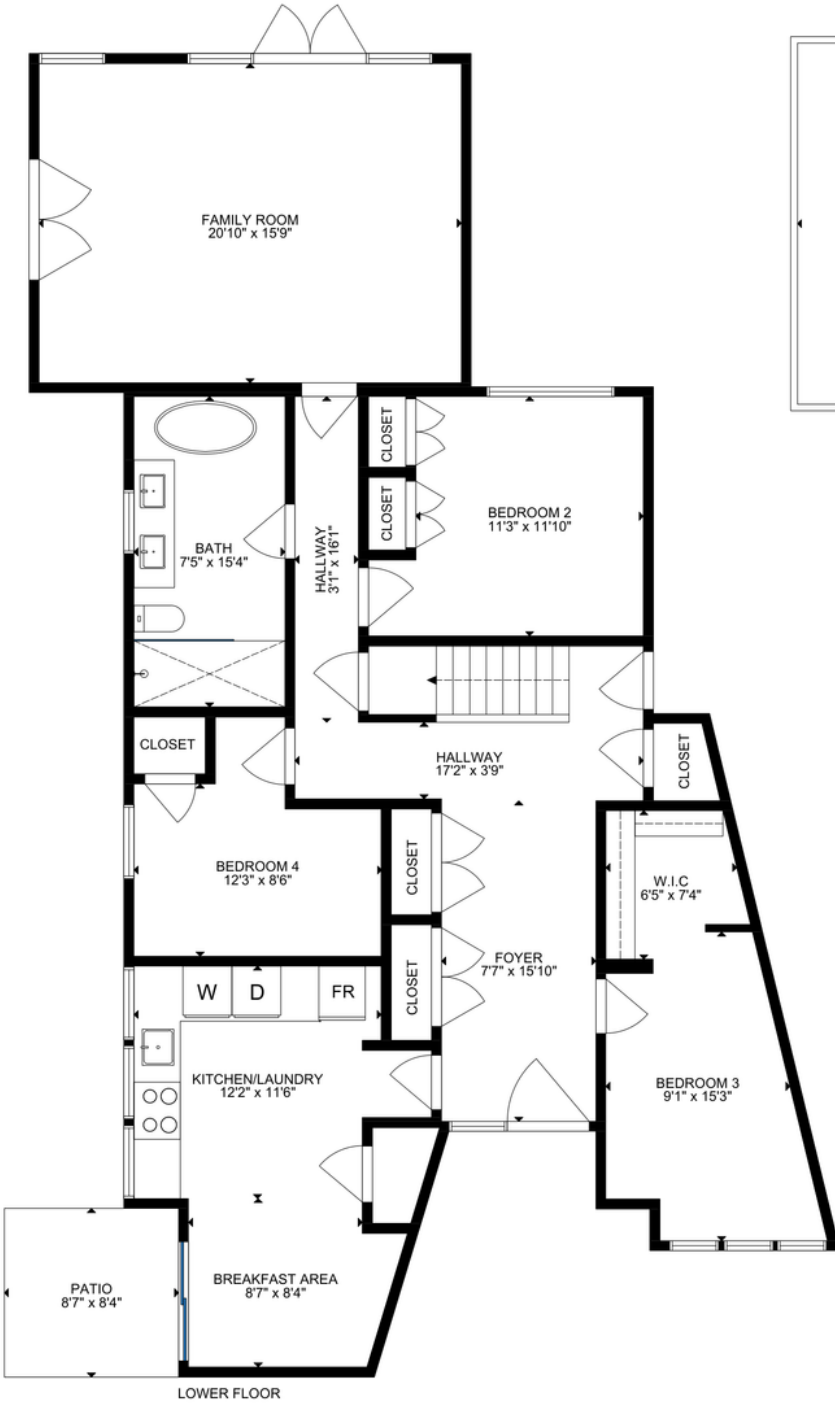 FAMILY ROOM
20'10" x 15'9"
CLOSET
CLOSET
BEDROOM 2
11'3" x 11'10"
BATH
7'5" x 15'4"
HALLWAY
3'1" x 16'1"
CLOSET
HALLWAY
17'2" x 3'9"
CLOSET
BEDROOM 4
12'3" x 8'6"
CLOSET
W.I.C
6'5" x 7'4"
CLOSET
FOYER
7'7" x 15'10"
W
D
FR
KITCHEN/LAUNDRY
12'2" x 11'6"
BEDROOM 3
9'1" x 15'3"
PATIO
8'7" x 8'4"
BREAKFAST AREA
8'7" x 8'4"
LOWER FLOOR